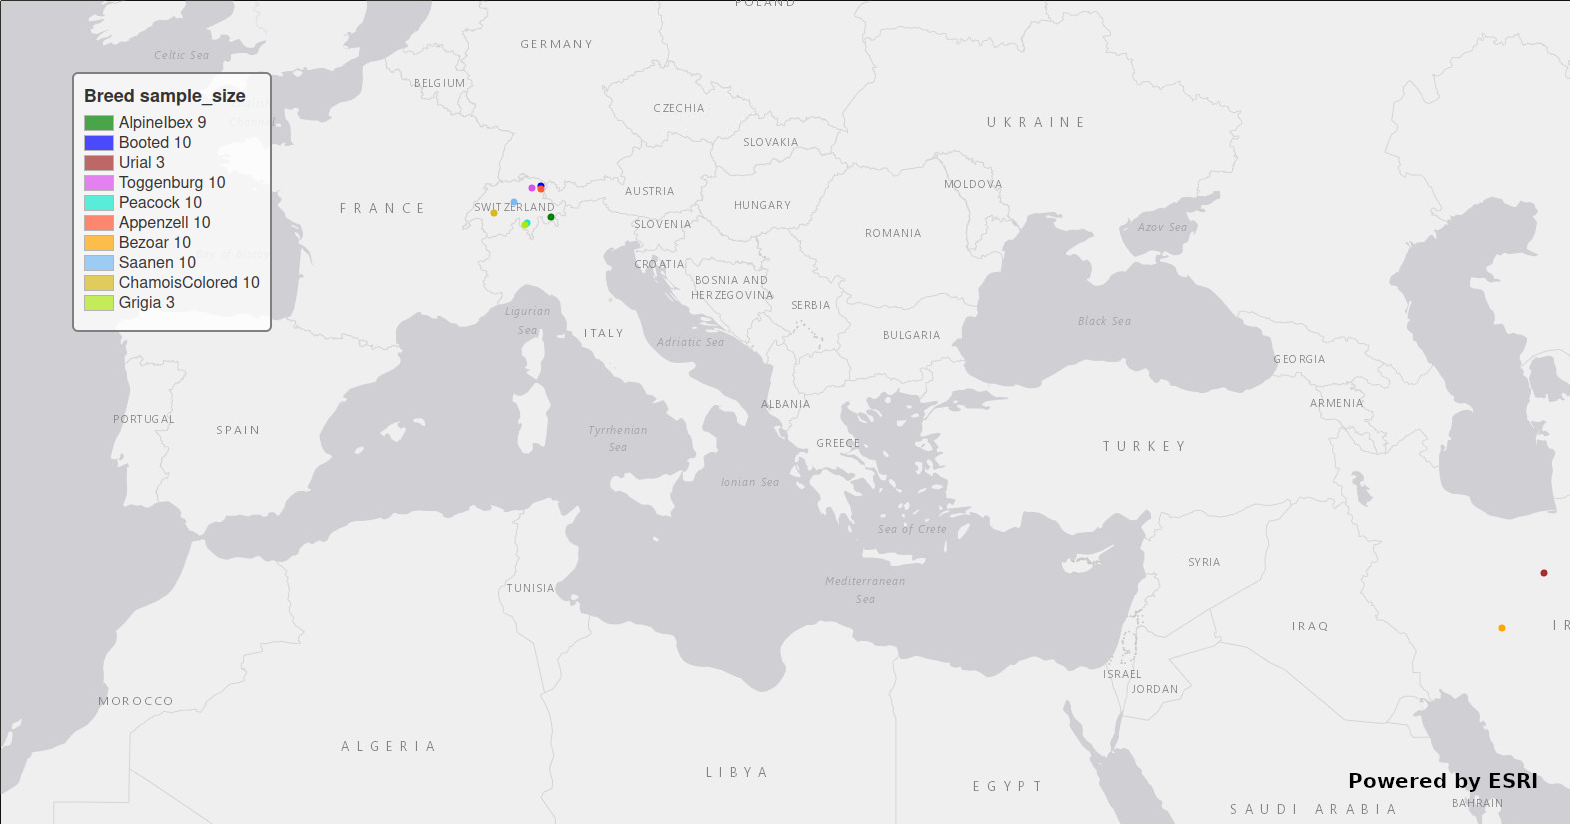 POLAND
Celtic Sea
GERMANY
BELGIUM
Breed sample_size
AlpineIbex 9
Booted 10
Urial 3
Toggenburg 10
Peacock 10
Appenzell 10
Bezoar 10
Saanen 10
ChamoisColored 10
Grigia 3
CZECHIA
UKRAINE
SLOVAKIA
MOLDOVA
AUSTRIA
FRANCE
SWITZERLAND
HUNGARY
SLOVENIA
Azov Sea
ROMANIA
CROATIA
BOSNIA AND
HERZEGOVINA
SERBIA
Ligurian
Sea
ITALY
Adriatic Sea
Black Sea
BULGARIA
GEORGIA
ALBANIA
ARMENIA
PORTUGAL
SPAIN
Tyrrhenian
Sea
GREECE
TURKEY
Ionian Sea
Sea of Crete
SYRIA
Mediterranean
Sea
TUNISIA
IRAQ
IR
ISRAEL
JORDAN
MOROCCO
ALGERIA
LIBYA
EGYPT
Powered by ESRI
SAUDI ARABIA
BAHRAIN